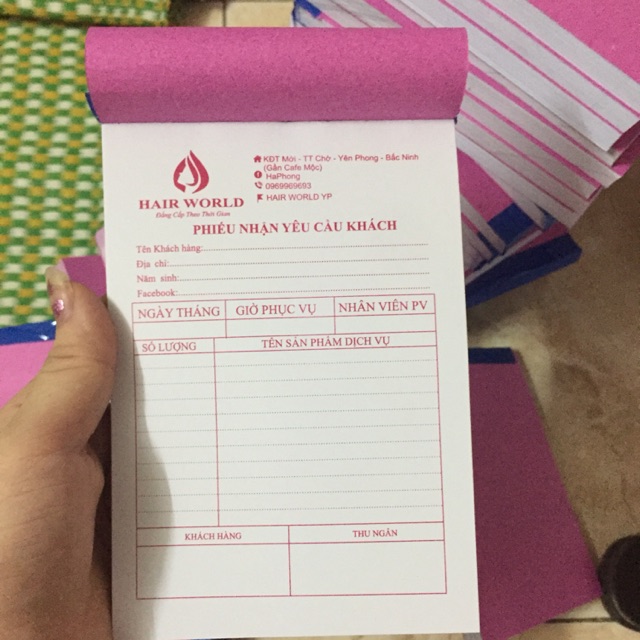 HAIR WORLD
Đẳng Cấp Theo Thời Gian
KĐT Mới - TT Chờ - Yên Phong - Bắc Ninh
(Gần Cafe Mộc)
HaPhong
0969969693
HAIR WORLD YP
PHIẾU NHẬN YÊU CẦU KHÁCH
Tên Khách hàng:
Địa chỉ:
Năm sinh:
Facebook:
NGÀY THÁNG GIỜ PHỤC VỤ NHÂN VIÊN PV
SỐ LƯỢNG TÊN SẢN PHẨM DỊCH VỤ
KHÁCH HÀNG THU NGÂN